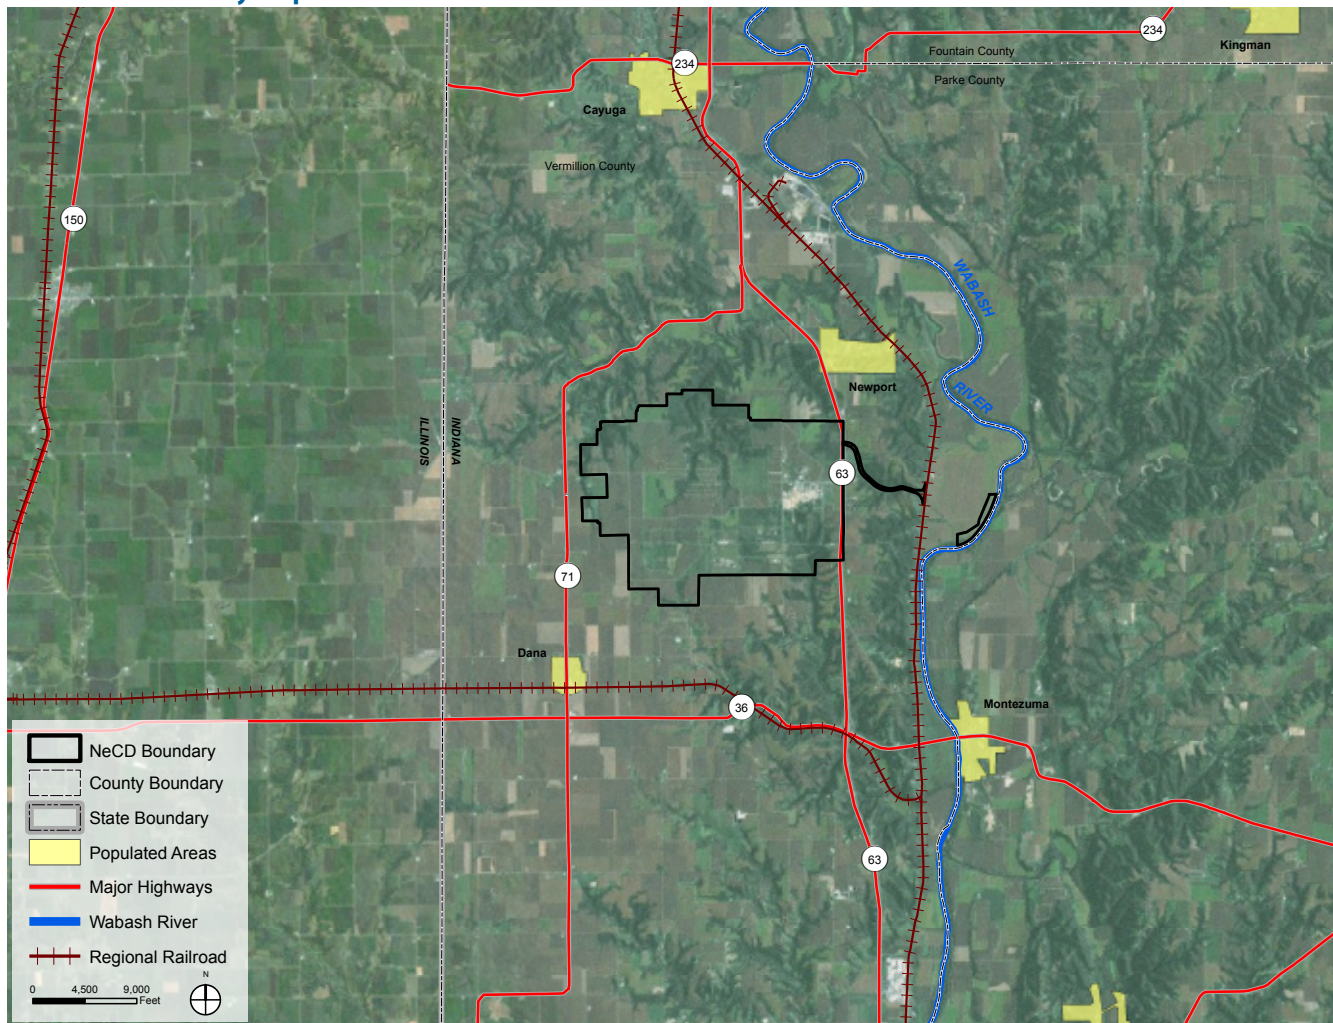 234
234
Kingman
Fountain County
Parke County
Cayuga
Vermillion County
150
WABASH
RIVER
Newport
ILLINOIS
INDIANA
63
71
Dana
36
Montezuma
63
NeCD Boundary
County Boundary
State Boundary
Populated Areas
Major Highways
Wabash River
Regional Railroad
N
0 4,500 9,000
Feet